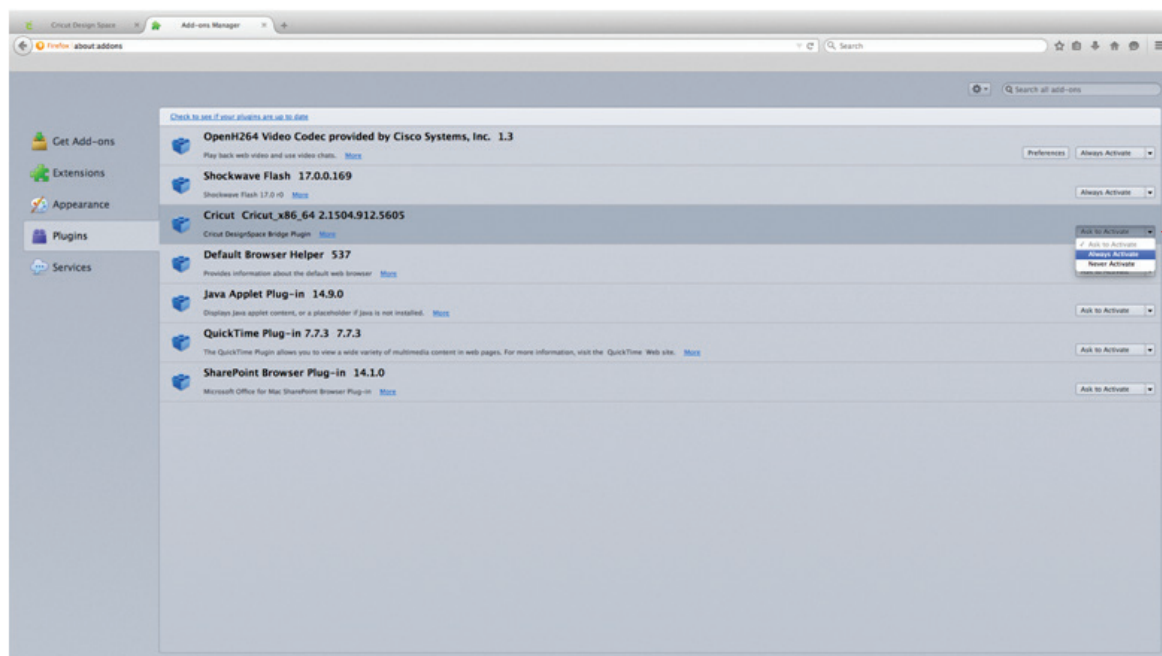 Cricut Design Space
Add-ons Manager
Firefox about:addons
Search
Search all add-ons
Get Add-ons
Extensions
Appearance
Plugins
Services
Check to see if your plugins are up to date
OpenH264 Video Codec provided by Cisco Systems, Inc. 1.3
Play back web video and use video chats. More
Preferences
Always Activate
Shockwave Flash 17.0.0.169
Shockwave Flash 17.0 r0 More
Always Activate
Cricut Cricut_x86_64 2.1504.912.5605
Cricut DesignSpace Bridge Plugin More
Ask to Activate
✓ Ask to Activate
Always Activate
Never Activate
Default Browser Helper 537
Provides information about the default web browser More
Ask to Activate
Java Applet Plug-in 14.9.0
Displays Java applet content, or a placeholder if Java is not installed. More
Ask to Activate
QuickTime Plug-in 7.7.3 7.7.3
The QuickTime Plugin allows you to view a wide variety of multimedia content in web pages. For more information, visit the QuickTime Web site. More
Ask to Activate
SharePoint Browser Plug-in 14.1.0
Microsoft Office for Mac SharePoint Browser Plug-in More
Ask to Activate